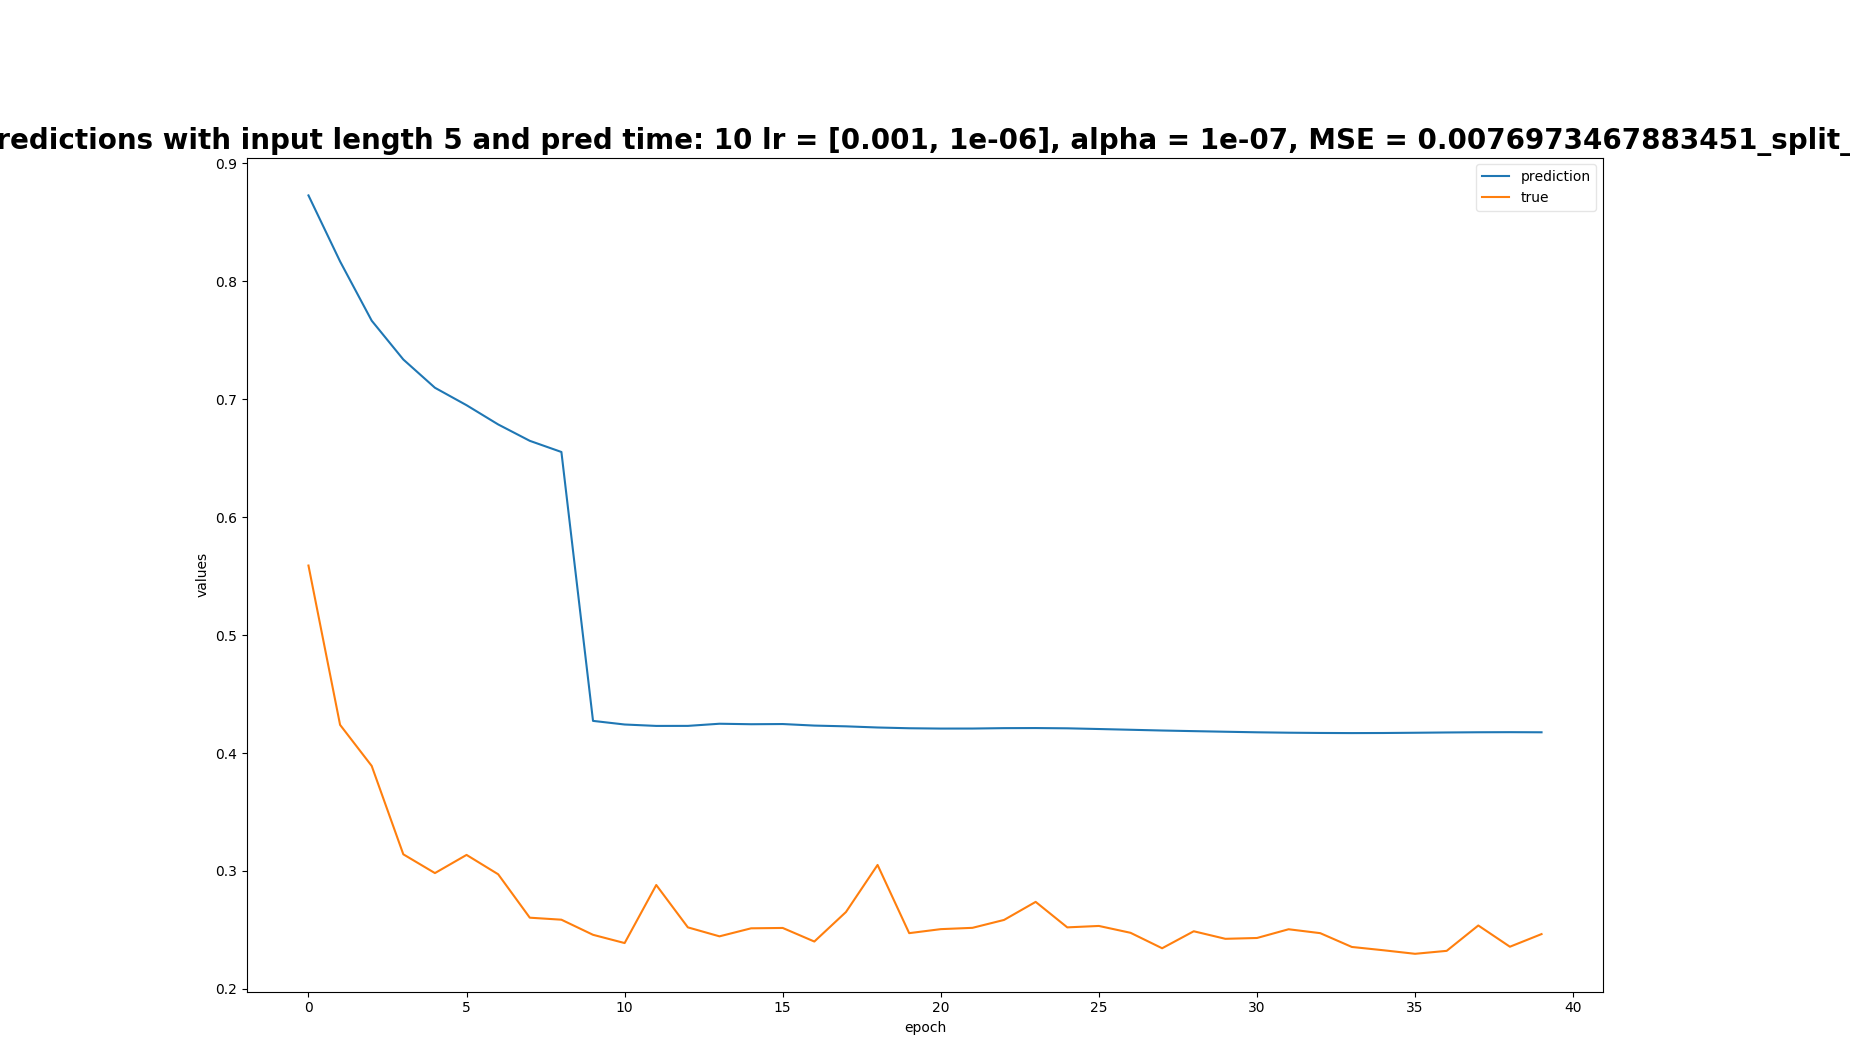 redictions with input length 5 and pred time: 10 lr = [0.001, 1e-06], alpha = 1e-07, MSE = 0.0076973467883451_split_
prediction
true
0.9
0.8
0.7
0.6
0.5
0.4
0.3
0.2
values
0 5 10 15 20 25 30 35 40
epoch